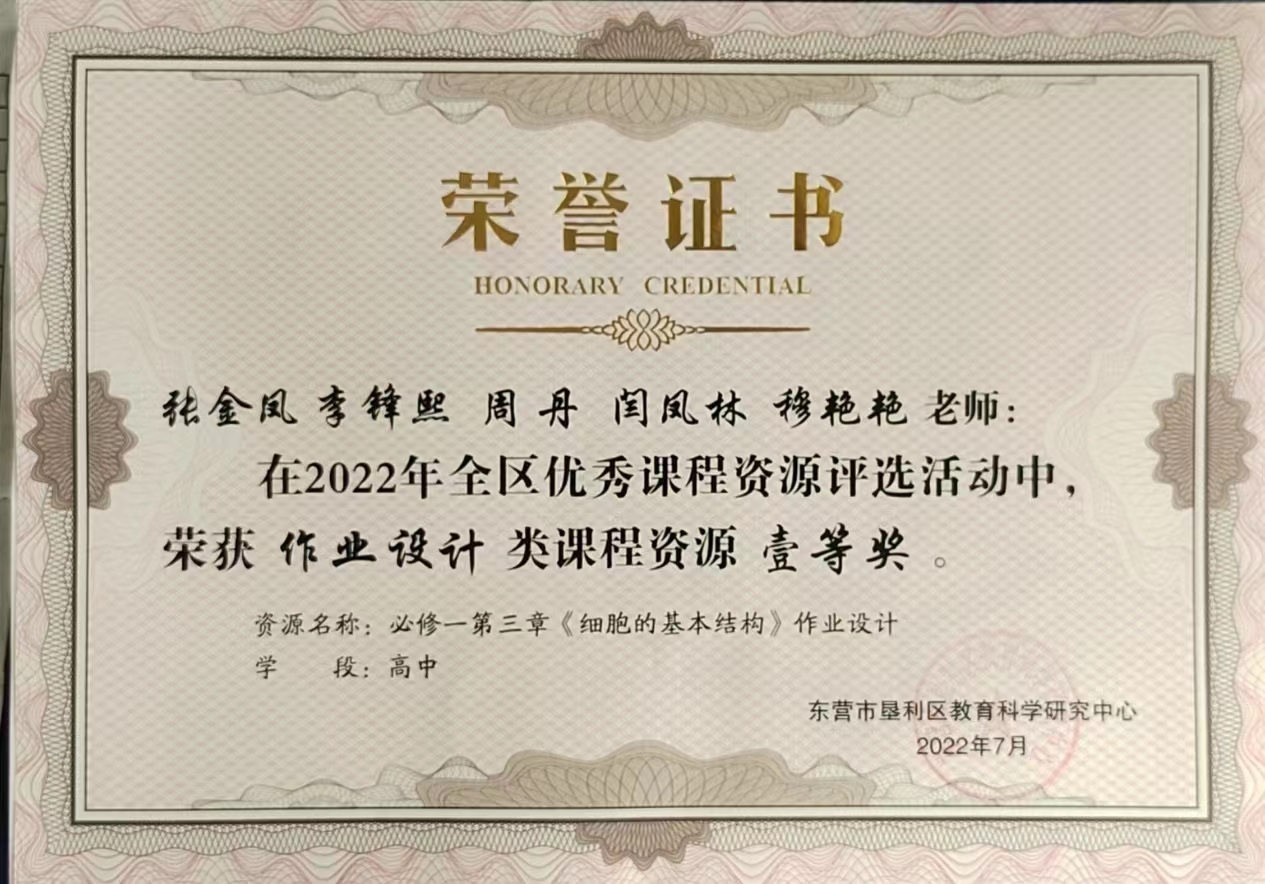 荣誉证书
HONORARY CREDENTIAL
张金凤 李锋熙 周丹 闫凤林 穆艳艳 老师：
在2022年全区优秀课程资源评选活动中，
荣获 作业设计 类课程资源 壹等奖 。
资源名称：必修一第三章《细胞的基本结构》作业设计
学 段：高中
东营市垦利区教育科学研究中心
2022年7月